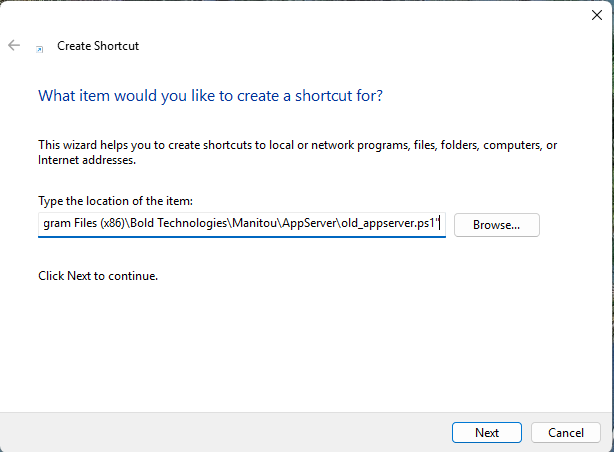 Create Shortcut
What item would you like to create a shortcut for?
This wizard helps you to create shortcuts to local or network programs, files, folders, computers, or
Internet addresses.
Type the location of the item:
gram Files (x86)\Bold Technologies\Manitou\AppServer\old_appserver.ps1"
Browse...
Click Next to continue.
Next
Cancel